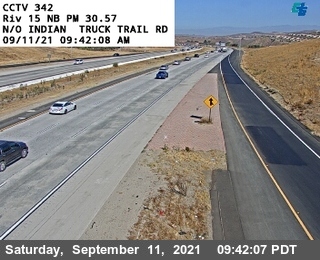 CCTV 342
Riv 15 NB PM 30.57
N/O INDIAN TRUCK TRAIL RD
09/11/21 09:42:08 AM
Saturday, September 11, 2021 09:42:07 PDT